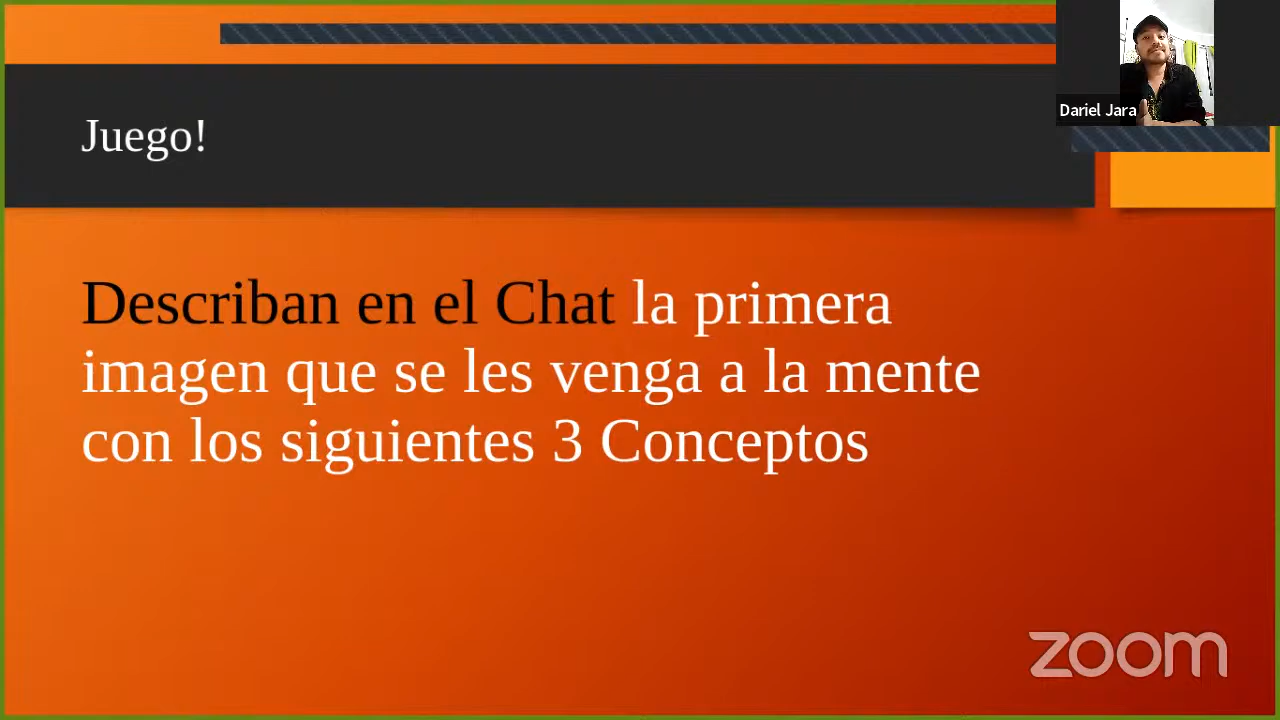 Juego!
Dariel Jara
Describan en el Chat la primera
imagen que se les venga a la mente
con los siguientes 3 Conceptos
zoom